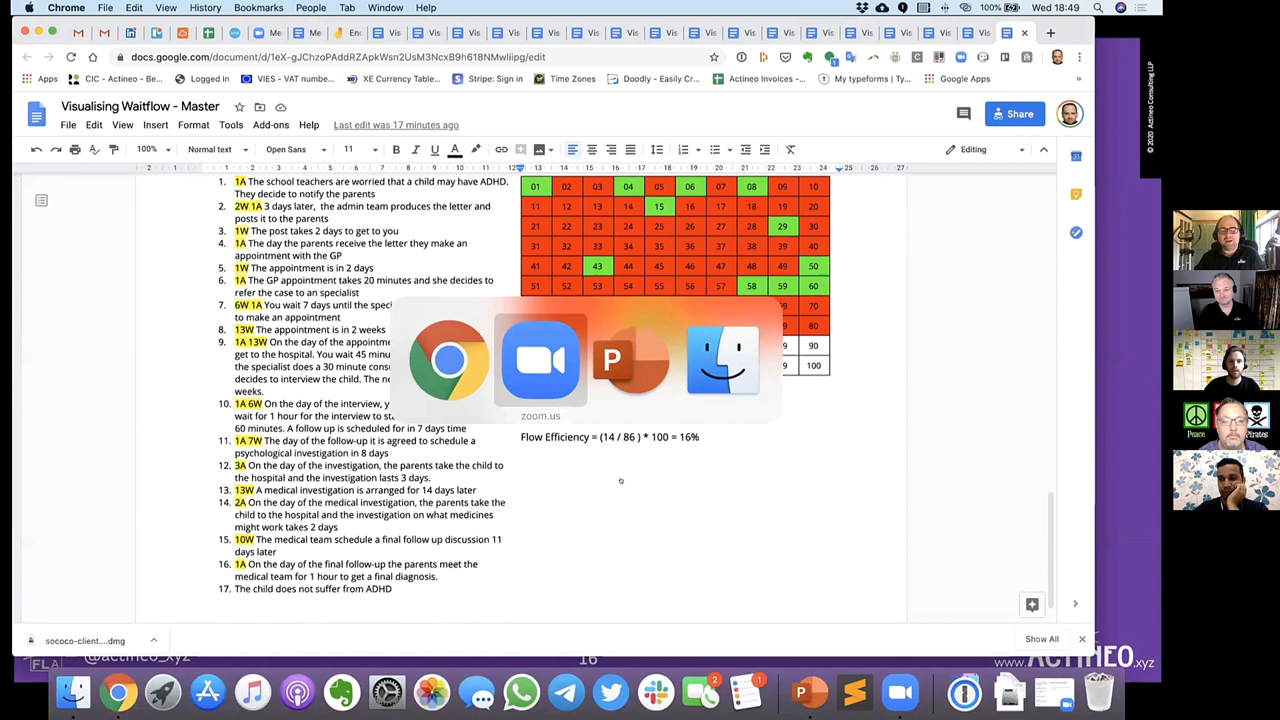 Chrome File Edit View History Bookmarks People Tab Window Help
100% Wed 18:49
docs.google.com/document/d/1eX-gJChzoPAddRZApkWsn2UsM3NcxB9h618NMwliipg/edit
Apps CIC - Actineo - Be... Logged in VIES - VAT number XE Currency Table... Stripe: Sign in Time Zones Doodly - Easily Cr... Actineo Invoices... My typeforms | Ty... Google Apps
Visualising Waitflow - Master
File Edit View Insert Format Tools Add-ons Help Last edit was 17 minutes ago
Share
100% Normal text Open Sans 11 Editing
1. 1A The school teachers are worried that a child may have ADHD.
They decide to notify the parents
2. 2W 1A 3 days later, the admin team produces the letter and
posts it to the parents
3. 1W The post takes 2 days to get to you
4. 1A The day the parents receive the letter they make an
appointment with the GP
5. 1W The appointment is in 2 days
6. 1A The GP appointment takes 20 minutes and she decides to
refer the case to an specialist
7. 6W 1A You wait 7 days until the speci
to make an appointment
8. 13W The appointment is in 2 weeks
9. 1A 13W On the day of the appointme
get to the hospital. You wait 45 minu
the specialist does a 30 minute cons
decides to interview the child. The ne
weeks.
10. 1A 6W On the day of the interview, y
wait for 1 hour for the interview to st
60 minutes. A follow up is scheduled for in 7 days time
11. 1A 7W The day of the follow-up it is agreed to schedule a
psychological investigation in 8 days
12. 3A On the day of the investigation, the parents take the child to
the hospital and the investigation lasts 3 days.
13. 13W A medical investigation is arranged for 14 days later
14. 2A On the day of the medical investigation, the parents take the
child to the hospital and the investigation on what medicines
might work takes 2 days
15. 10W The medical team schedule a final follow up discussion 11
days later
16. 1A On the day of the final follow-up the parents meet the
medical team for 1 hour to get a final diagnosis.
17. The child does not suffer from ADHD
01 02 03 04 05 06 07 08 09 10
11 12 13 14 15 16 17 18 19 20
21 22 23 24 25 26 27 28 29 30
31 32 33 34 35 36 37 38 39 40
41 42 43 44 45 46 47 48 49 50
51 52 53 54 55 56 57 58 59 60
9 70
9 80
9 90
9 100
zoom.us
Flow Efficiency = (14 / 86 ) * 100 = 16%
sococo-client....dmg
Show All
FLA @actineo_xyz
16
www.ACTINEO.xyz
© 2020 Actineo Consulting LLP
Peace
Pirates
2
1